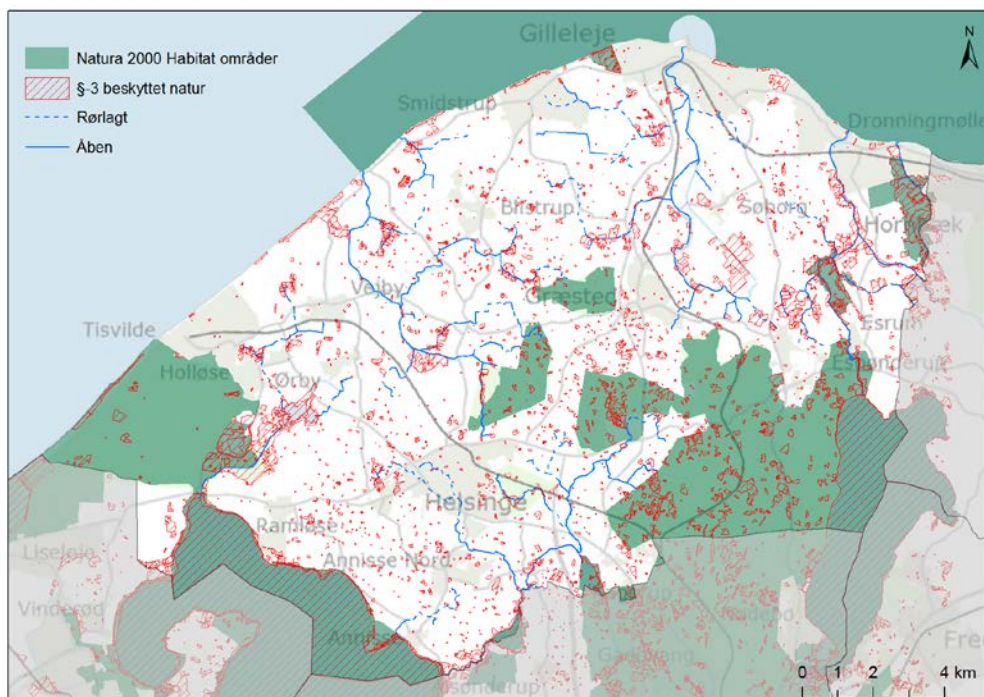 Gilleleje
N
Natura 2000 Habitat områder
§-3 beskyttet natur
Smidstrup
Rørlagt
Dronningmølle
Åben
Blistrup
Søborg
Hornbæk
Vejby
Græsted
Tisvilde
Esrum
Holløse
Ørby
Esbønderup
Helsinge
Ramløse
Liseleje
Annisse Nord
Vinderød
Annisse
Fre
0 1 2 4 km